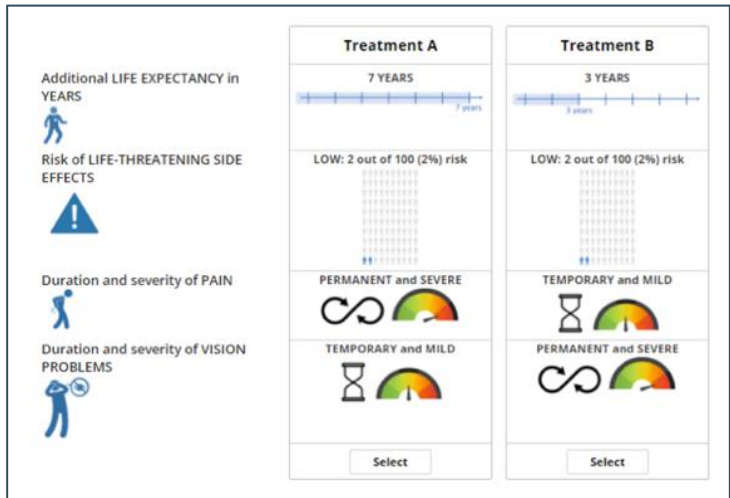 Treatment A
Treatment B
Additional LIFE EXPECTANCY in
YEARS
7 YEARS
7 years
3 YEARS
3 years
Risk of LIFE-THREATENING SIDE
EFFECTS
LOW: 2 out of 100 (2%) risk
LOW: 2 out of 100 (2%) risk
Duration and severity of PAIN
PERMANENT and SEVERE
TEMPORARY and MILD
Duration and severity of VISION
PROBLEMS
TEMPORARY and MILD
PERMANENT and SEVERE
Select
Select